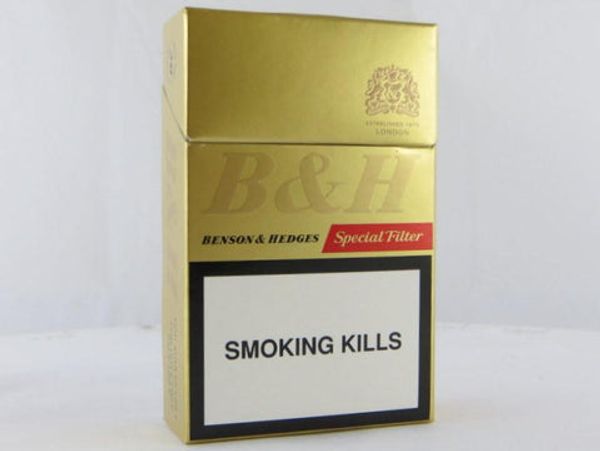 ESTABLISHED 1873
LONDON
B&H
BENSON & HEDGES Special Filter
SMOKING KILLS